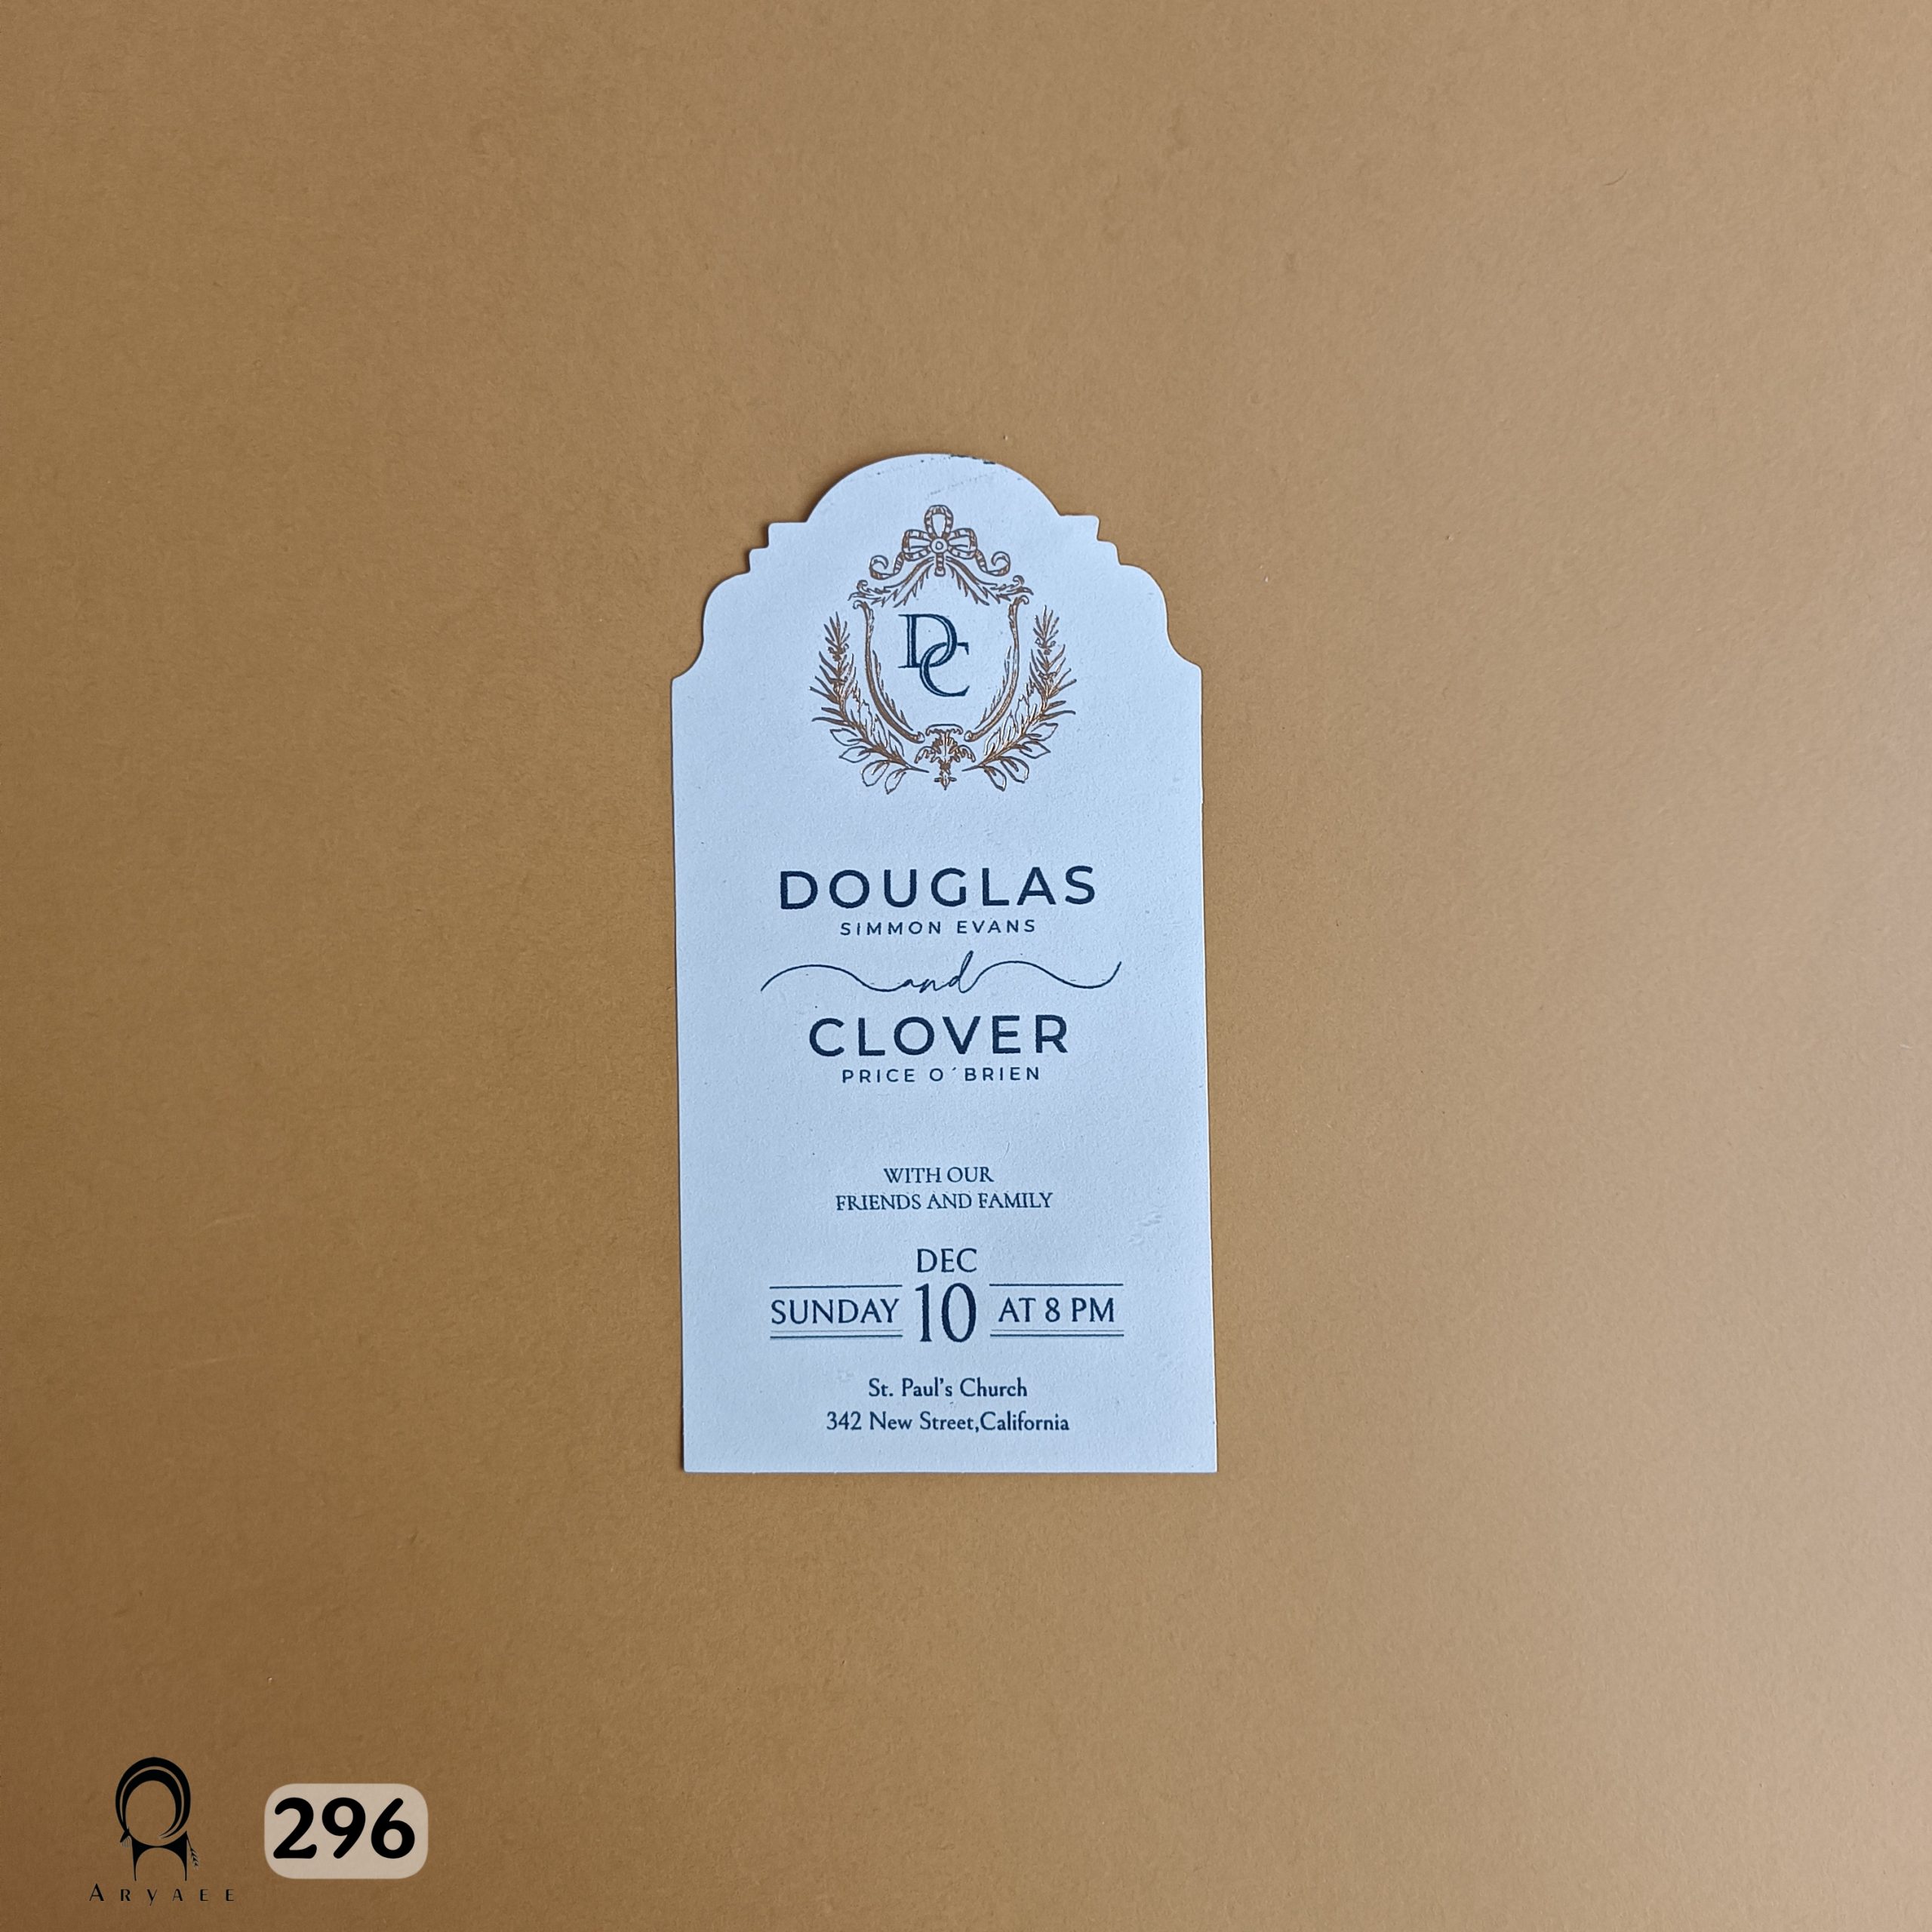 DC
DOUGLAS
SIMMON EVANS
and
CLOVER
PRICE O´BRIEN
WITH OUR
FRIENDS AND FAMILY
DEC
SUNDAY 10 AT 8 PM
St. Paul's Church
342 New Street,California
ARYAEE
296